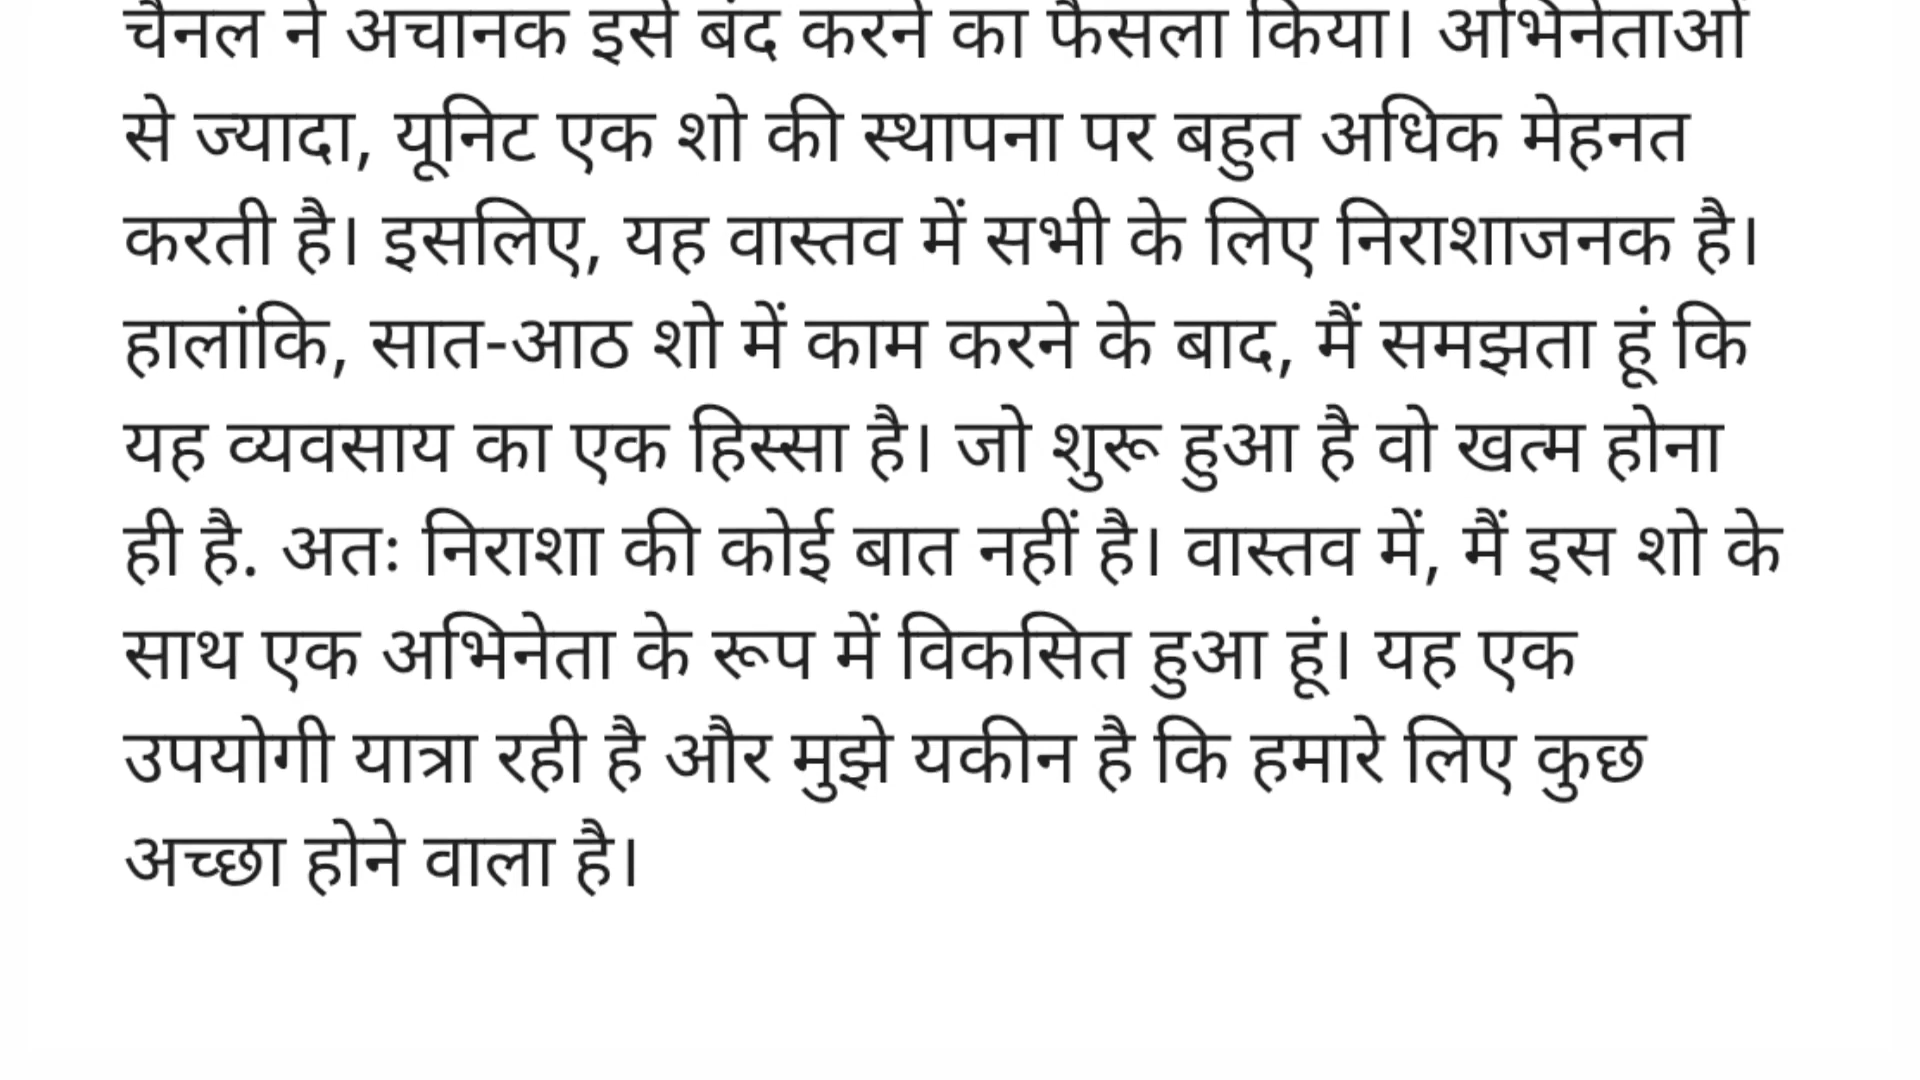 चैनल ने अचानक इसे बंद करने का फैसला किया। अभिनेताओं
से ज्यादा, यूनिट एक शो की स्थापना पर बहुत अधिक मेहनत
करती है। इसलिए, यह वास्तव में सभी के लिए निराशाजनक है।
हालांकि, सात-आठ शो में काम करने के बाद, मैं समझता हूं कि
यह व्यवसाय का एक हिस्सा है। जो शुरू हुआ है वो खत्म होना
ही है. अतः निराशा की कोई बात नहीं है। वास्तव में, मैं इस शो के
साथ एक अभिनेता के रूप में विकसित हुआ हूं। यह एक
उपयोगी यात्रा रही है और मुझे यकीन है कि हमारे लिए कुछ
अच्छा होने वाला है।